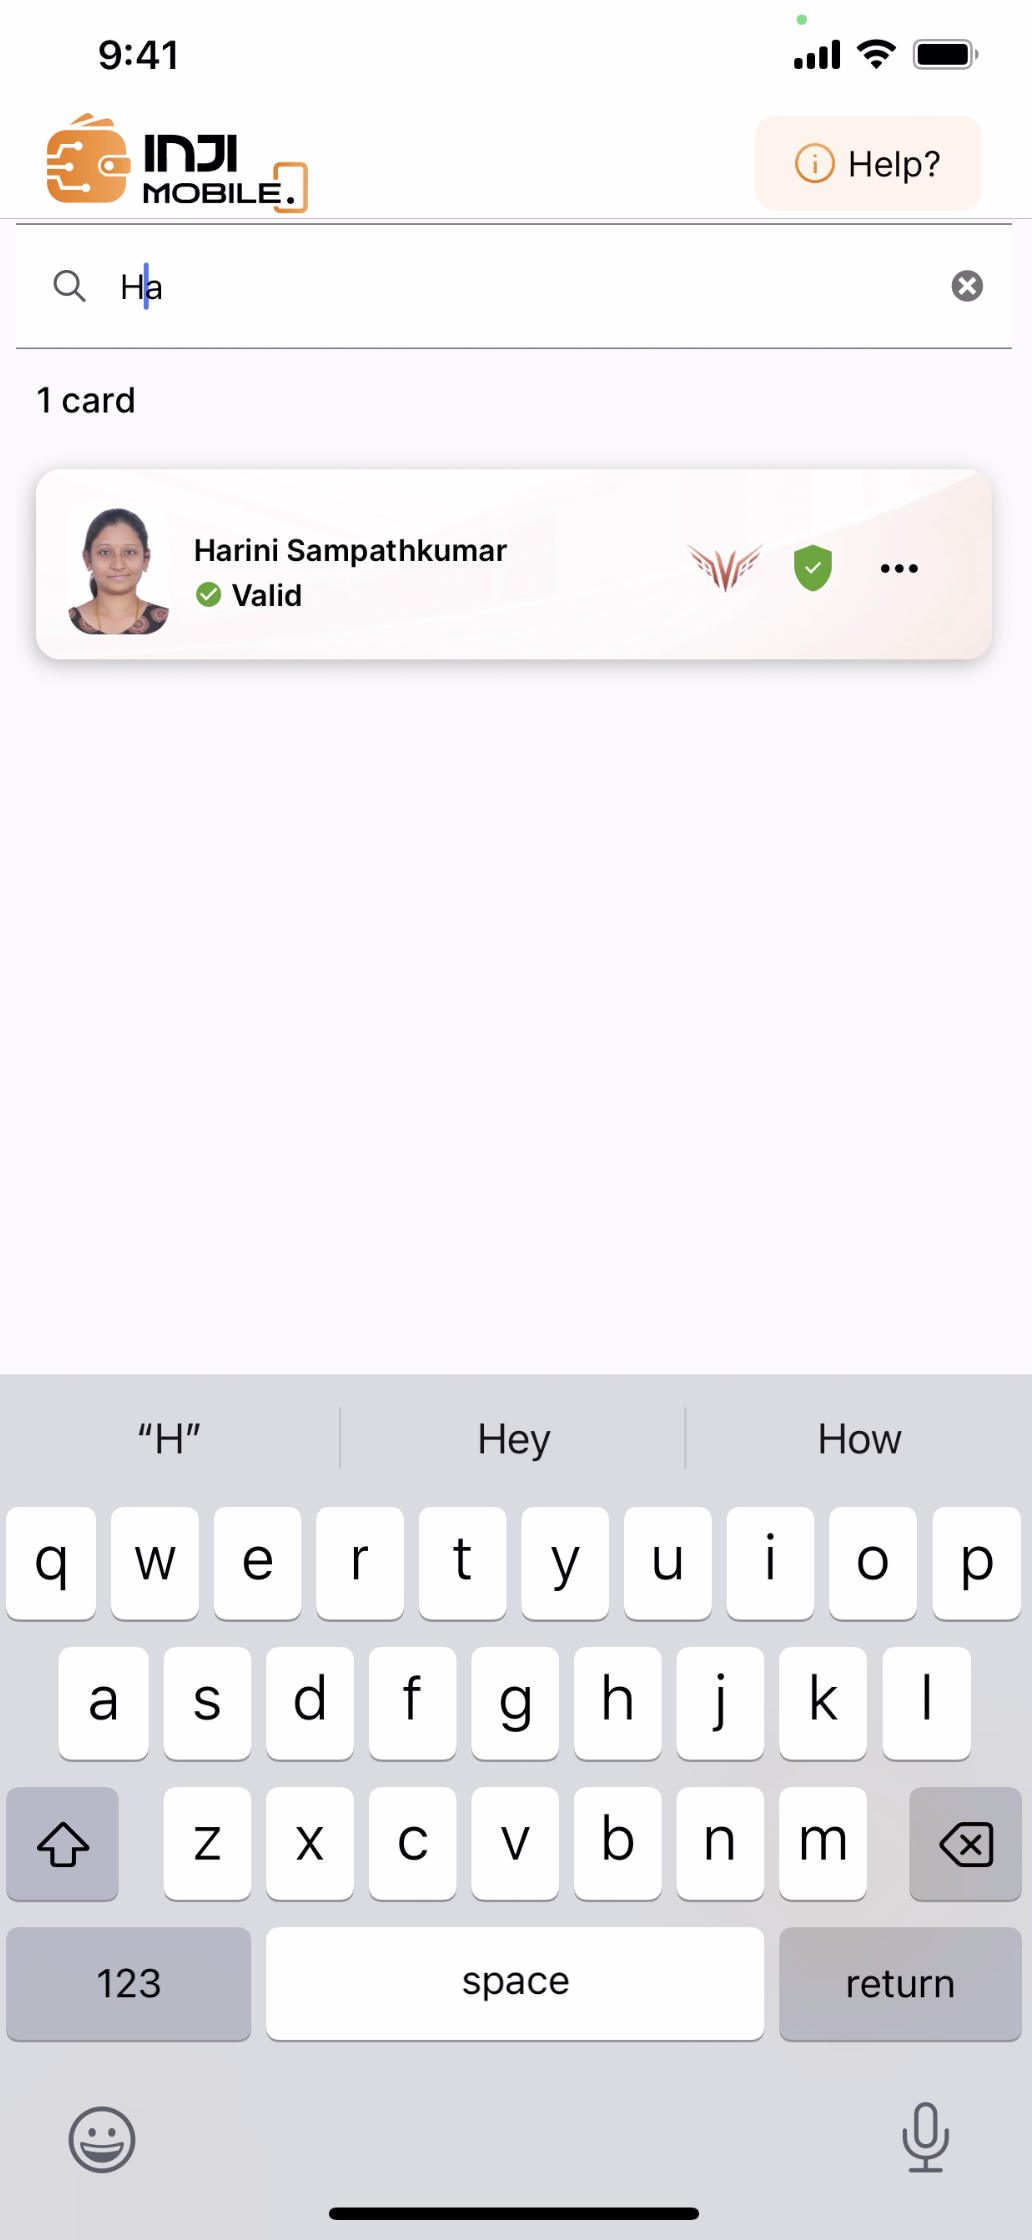 9:41
INJI
MOBILE.
Help?
Ha
1 card
Harini Sampathkumar
Valid
“H” Hey How
q w e r t y u i o p
a s d f g h j k l
z x c v b n m
123 space return